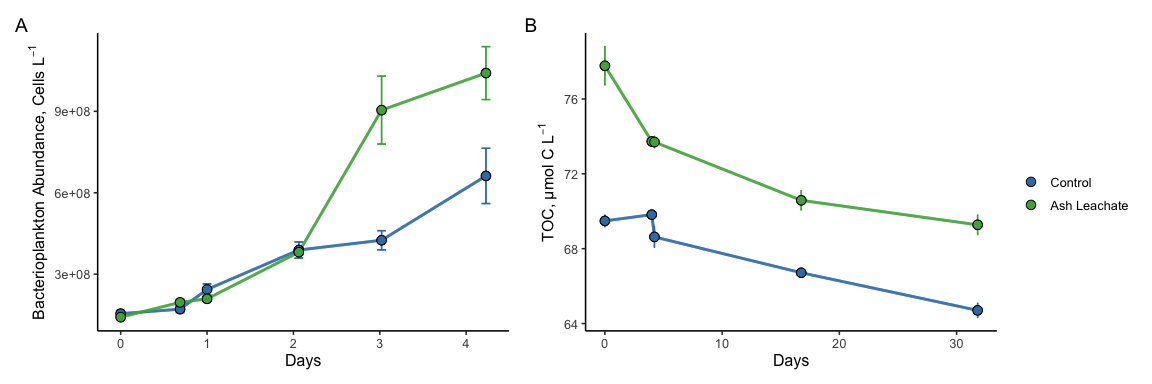 A
Bacterioplankton Abundance, Cells L⁻¹
9e+08
6e+08
3e+08
0 1 2 3 4
Days
B
TOC, μmol C L⁻¹
76
72
68
64
0 10 20 30
Days
Control
Ash Leachate